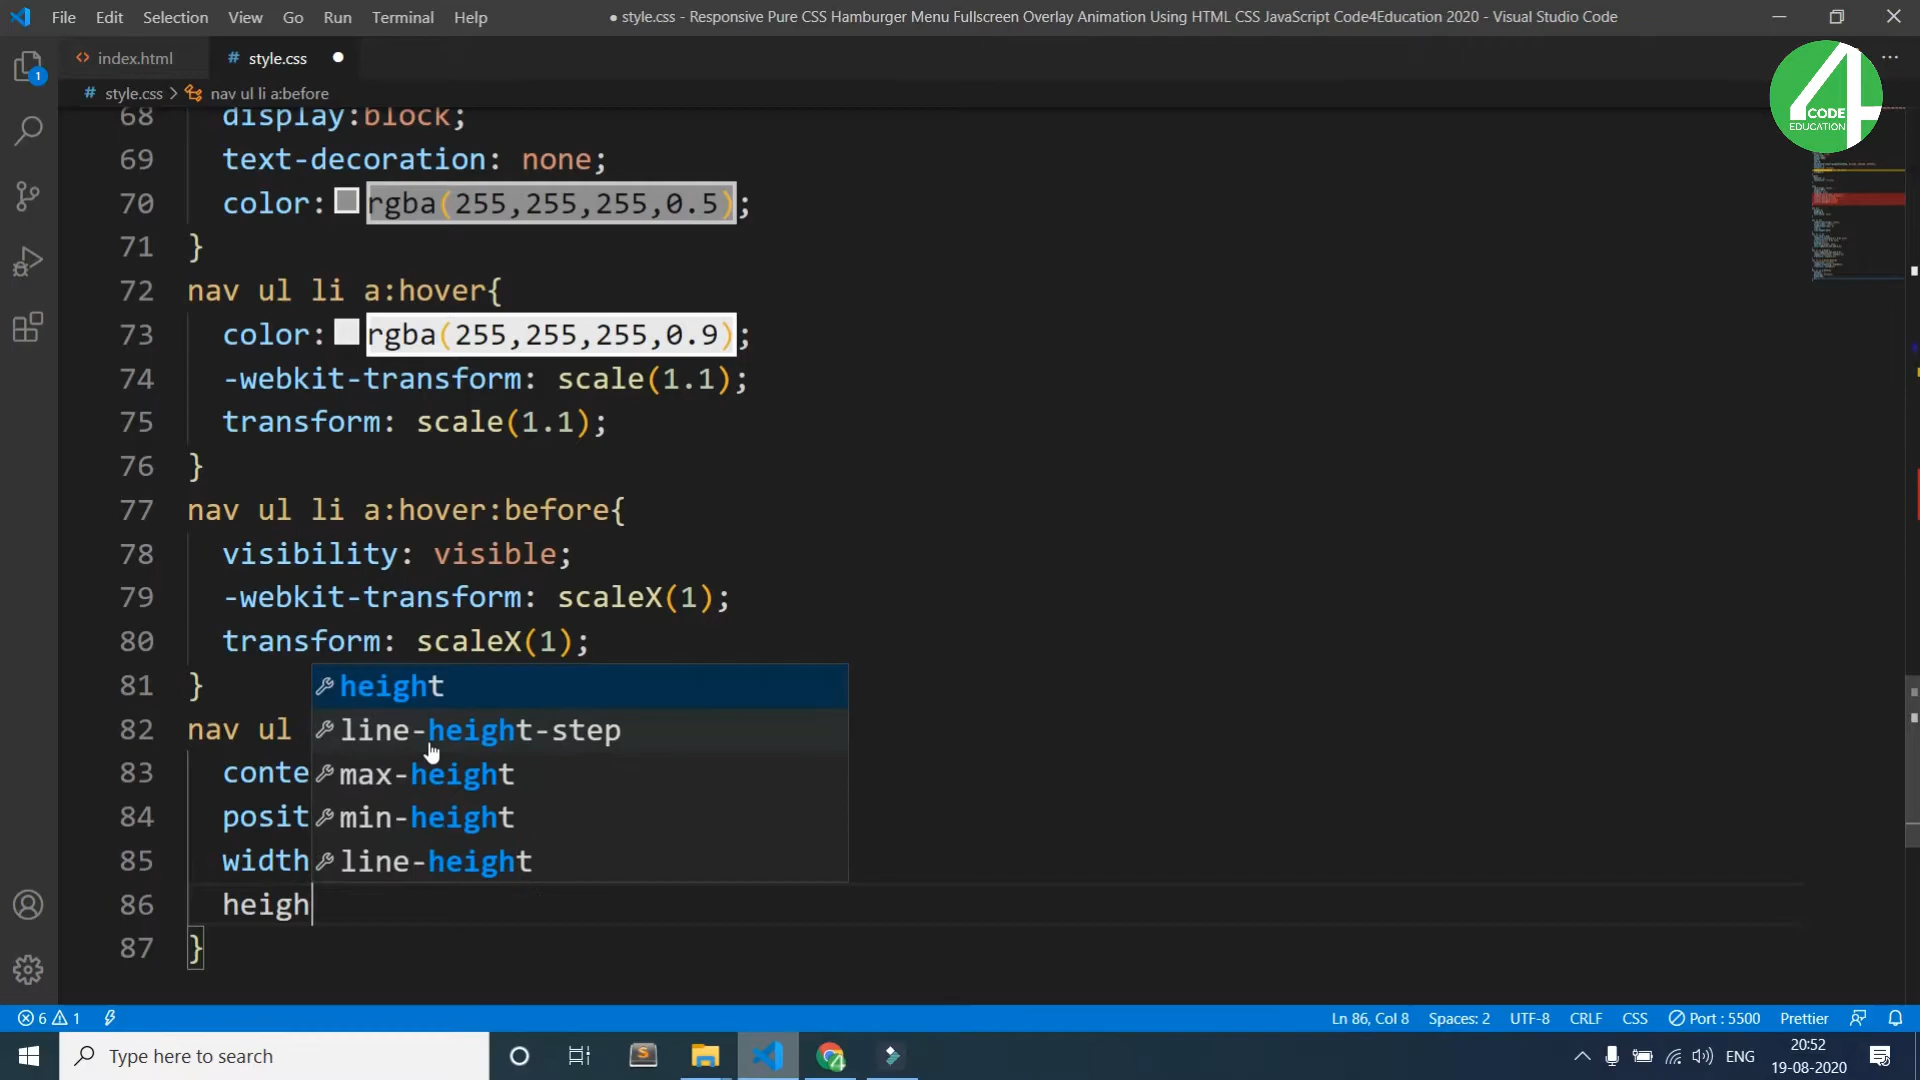 File Edit Selection View Go Run Terminal Help
● style.css - Responsive Pure CSS Hamburger Menu Fullscreen Overlay Animation Using HTML CSS JavaScript Code4Education 2020 - Visual Studio Code
index.html
# style.css
# style.css > nav ul li a:before
4
CODE
EDUCATION
1
68 display:block;
69 text-decoration: none;
70 color: rgba(255,255,255,0.5);
71 }
72 nav ul li a:hover{
73 color: rgba(255,255,255,0.9);
74 -webkit-transform: scale(1.1);
75 transform: scale(1.1);
76 }
77 nav ul li a:hover:before{
78 visibility: visible;
79 -webkit-transform: scaleX(1);
80 transform: scaleX(1);
81 }
height
82 nav ul
line-height-step
83 conte
max-height
84 posit
min-height
85 width
line-height
86 heigh
87 }
6 1
Ln 86, Col 8 Spaces: 2 UTF-8 CRLF CSS Port : 5500 Prettier
Type here to search
ENG
20:52
19-08-2020